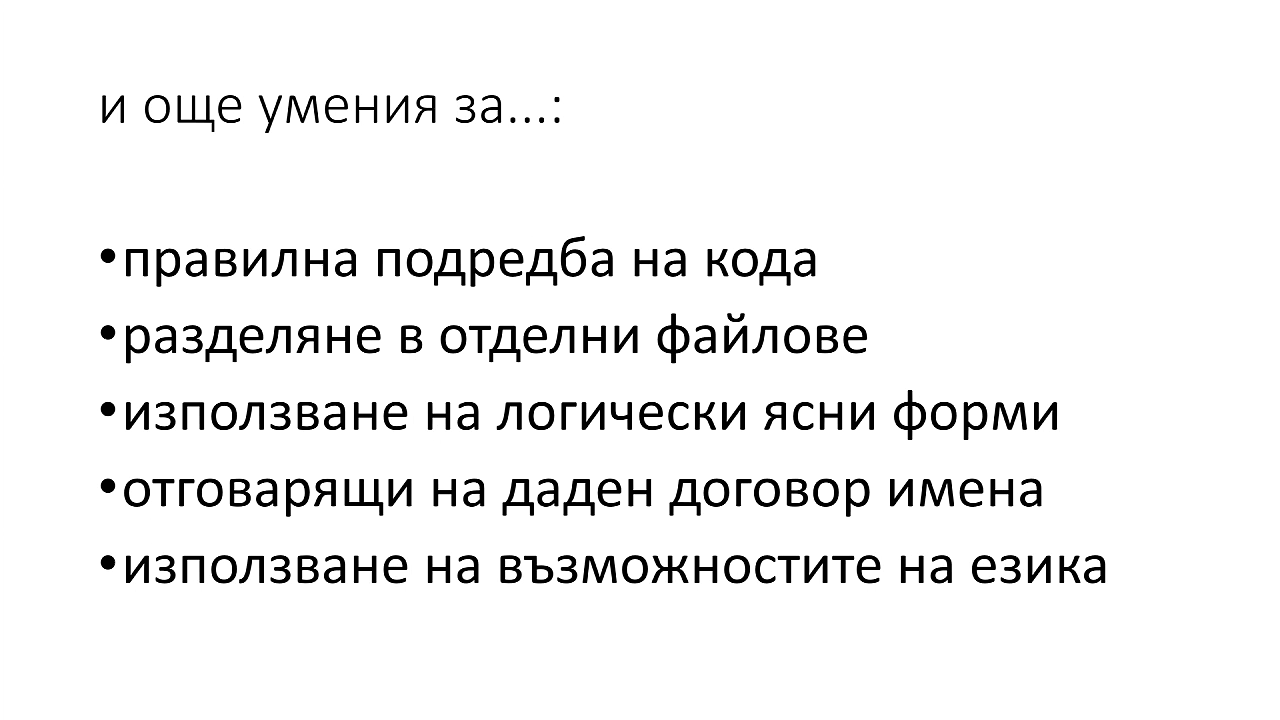 и още умения за...:
•правилна подредба на кода
•разделяне в отделни файлове
•използване на логически ясни форми
•отговарящи на даден договор имена
•използване на възможностите на езика